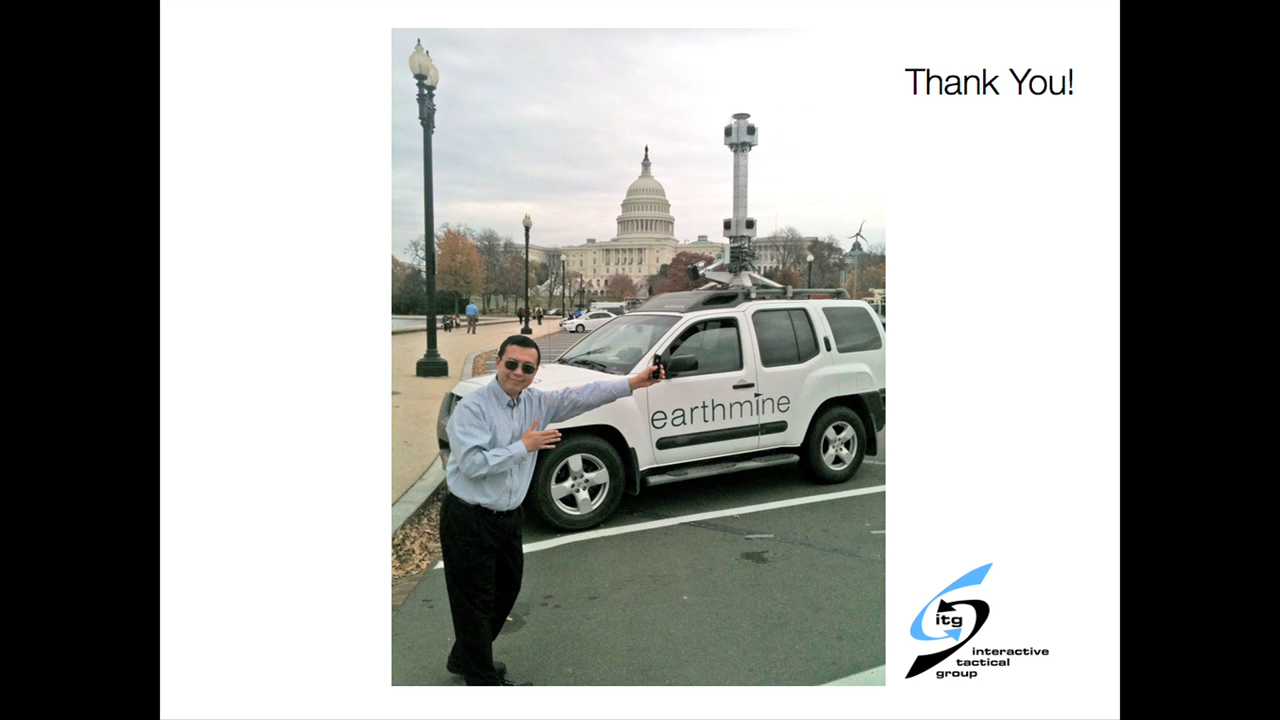 Thank You!
earthmine
itg
interactive
tactical
group